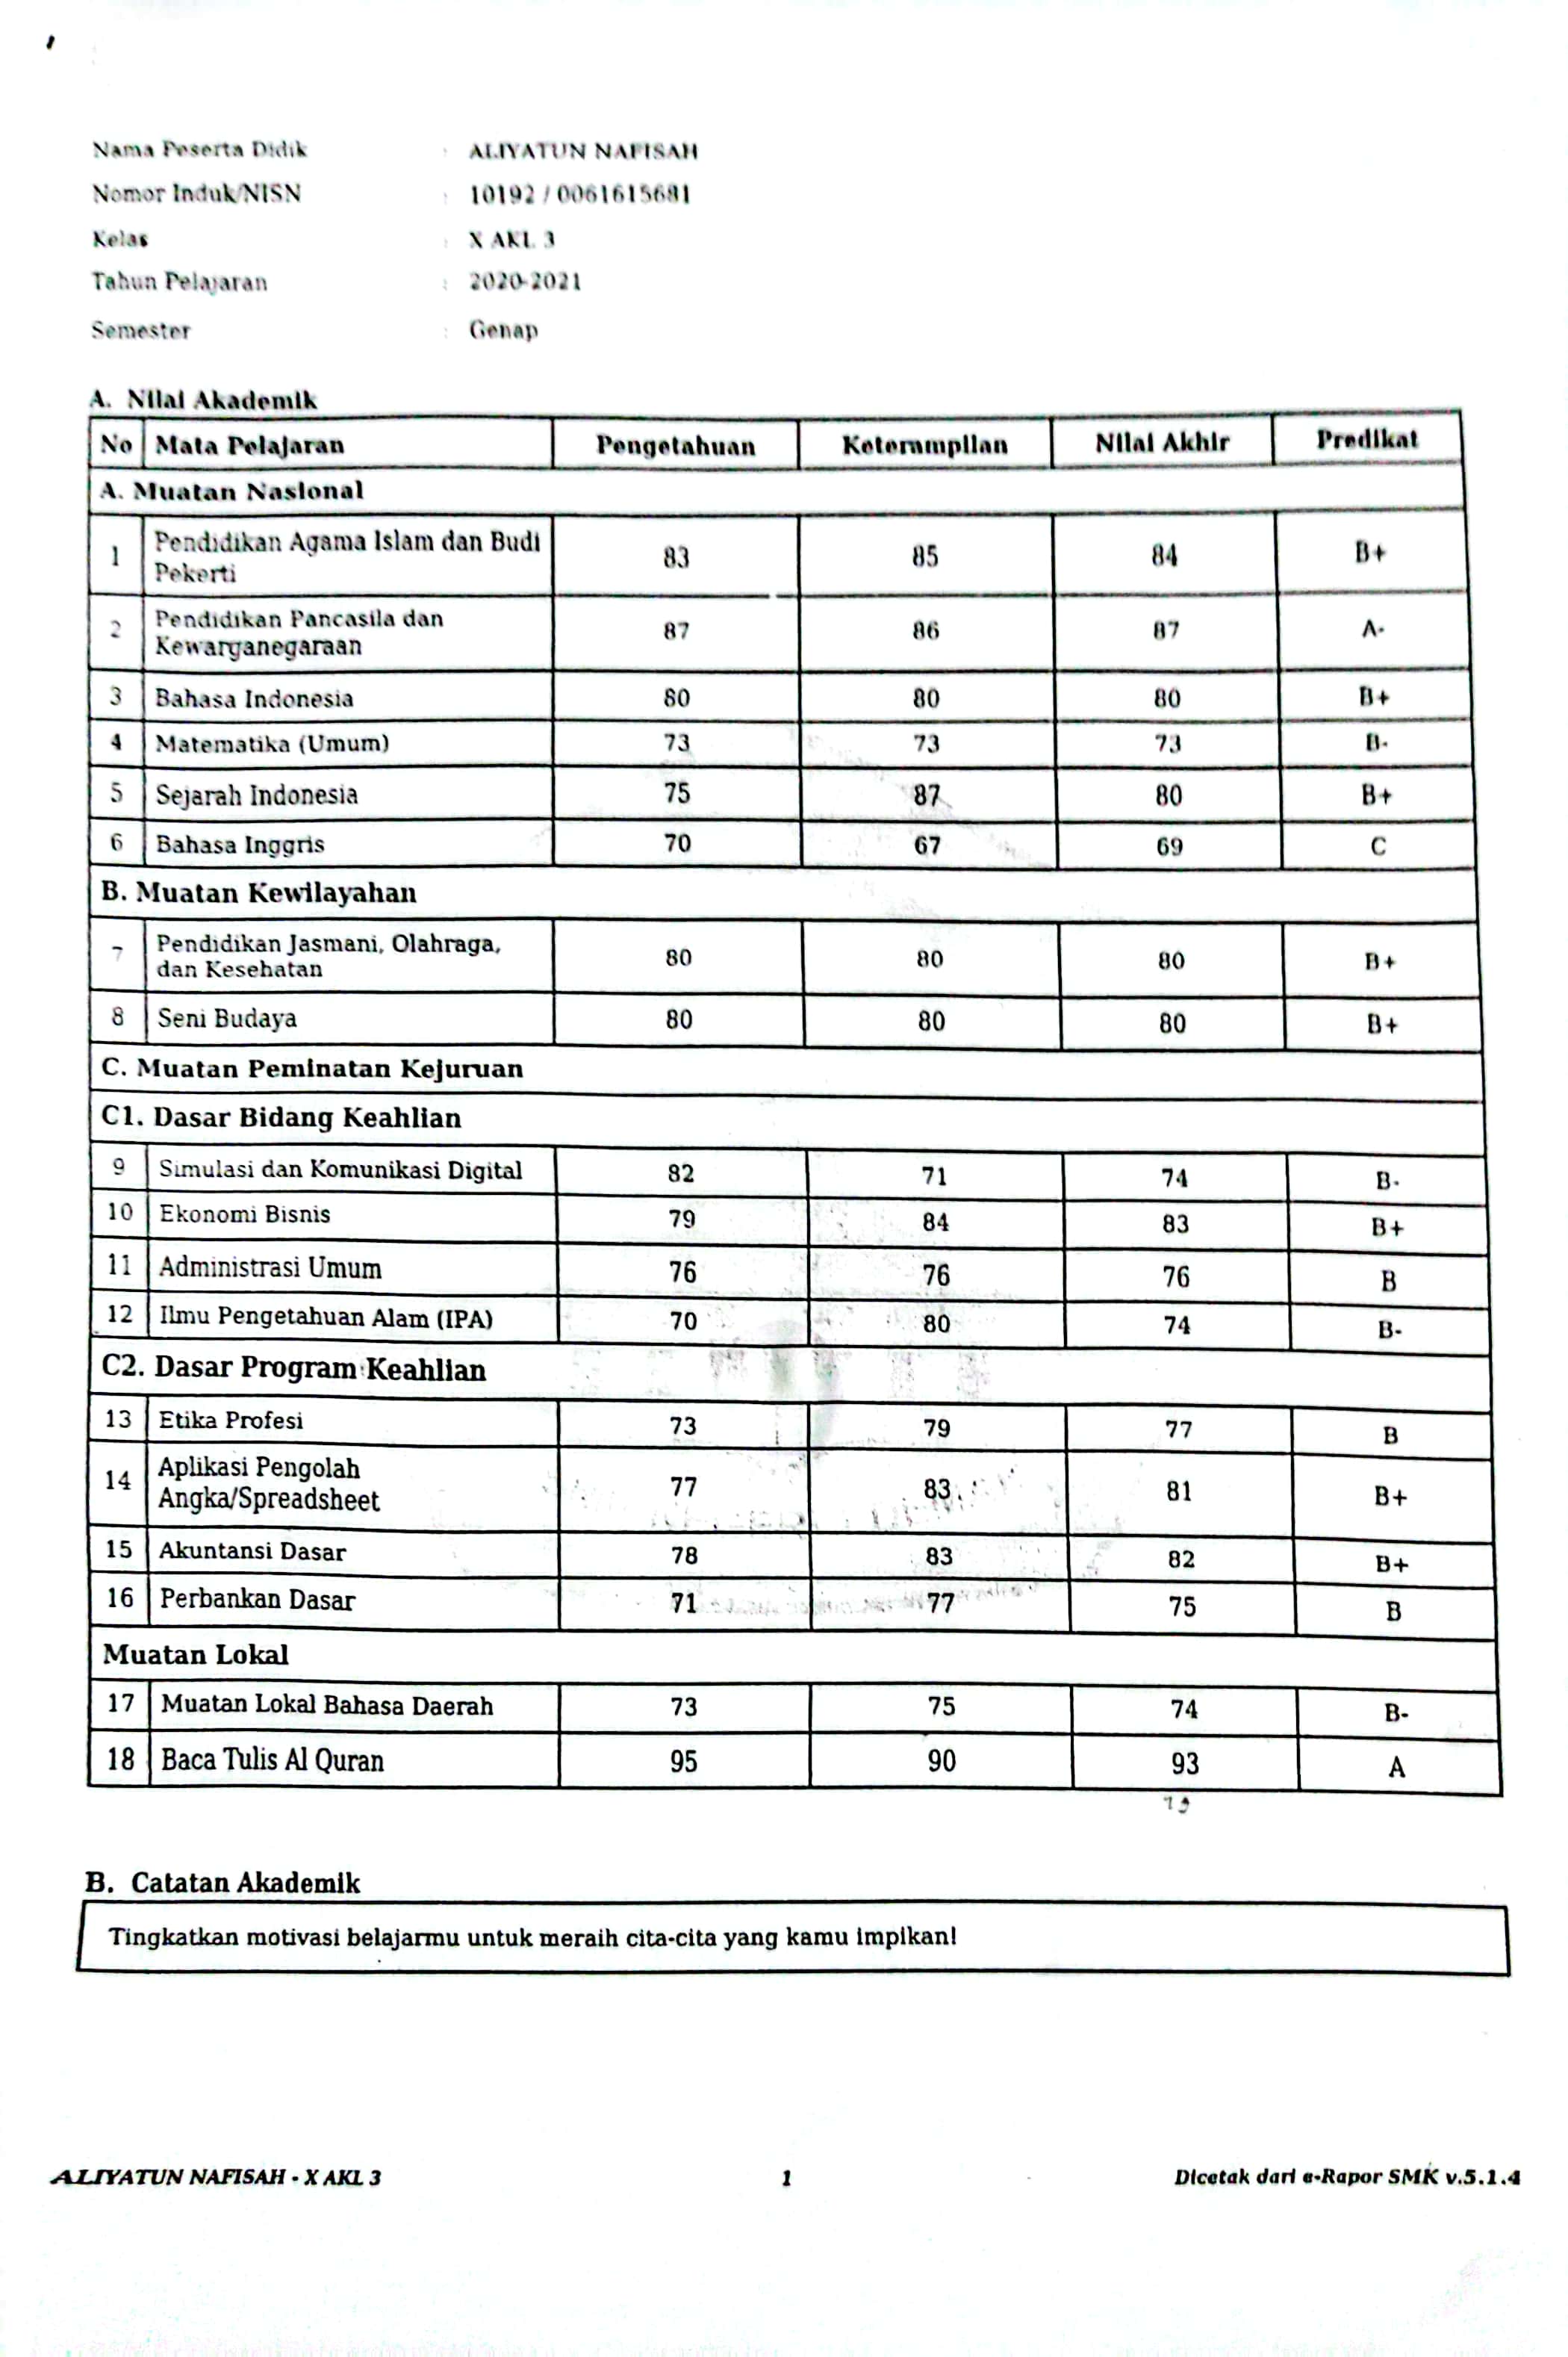 Nama Peserta Didik : ALIYATUN NAFISAH
Nomor Induk/NISN : 10192 / 0061615681
Kelas : X AKL 3
Tahun Pelajaran : 2020-2021
Semester : Genap
A. Nilai Akademik
No Mata Pelajaran Pengetahuan Keterampilan Nilai Akhir Predikat
A. Muatan Nasional
1 Pendidikan Agama Islam dan Budi Pekerti 83 85 84 B+
2 Pendidikan Pancasila dan Kewarganegaraan 87 86 87 A-
3 Bahasa Indonesia 80 80 80 B+
4 Matematika (Umum) 73 73 73 B-
5 Sejarah Indonesia 75 87 80 B+
6 Bahasa Inggris 70 67 69 C
B. Muatan Kewilayahan
7 Pendidikan Jasmani, Olahraga, dan Kesehatan 80 80 80 B+
8 Seni Budaya 80 80 80 B+
C. Muatan Peminatan Kejuruan
C1. Dasar Bidang Keahlian
9 Simulasi dan Komunikasi Digital 82 71 74 B-
10 Ekonomi Bisnis 79 84 83 B+
11 Administrasi Umum 76 76 76 B
12 Ilmu Pengetahuan Alam (IPA) 70 80 74 B-
C2. Dasar Program Keahlian
13 Etika Profesi 73 79 77 B
14 Aplikasi Pengolah Angka/Spreadsheet 77 83 81 B+
15 Akuntansi Dasar 78 83 82 B+
16 Perbankan Dasar 71 77 75 B
Muatan Lokal
17 Muatan Lokal Bahasa Daerah 73 75 74 B-
18 Baca Tulis Al Quran 95 90 93 A
B. Catatan Akademik
Tingkatkan motivasi belajarmu untuk meraih cita-cita yang kamu impikan!
ALIYATUN NAFISAH - X AKL 3 1 Dicetak dari e-Rapor SMK v.5.1.4